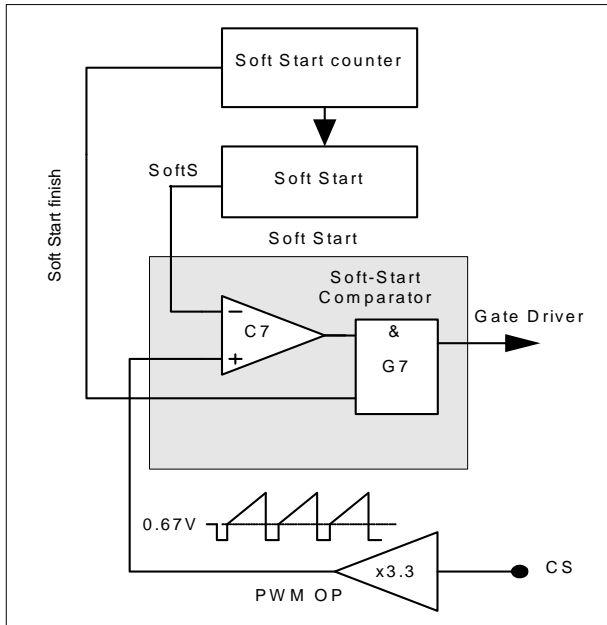 Soft Start counter
SoftS
Soft Start
Soft Start finish
Soft Start
Soft-Start
Comparator
Gate Driver
−
C7
+
&
G7
0.67V
x3.3
CS
PWM OP